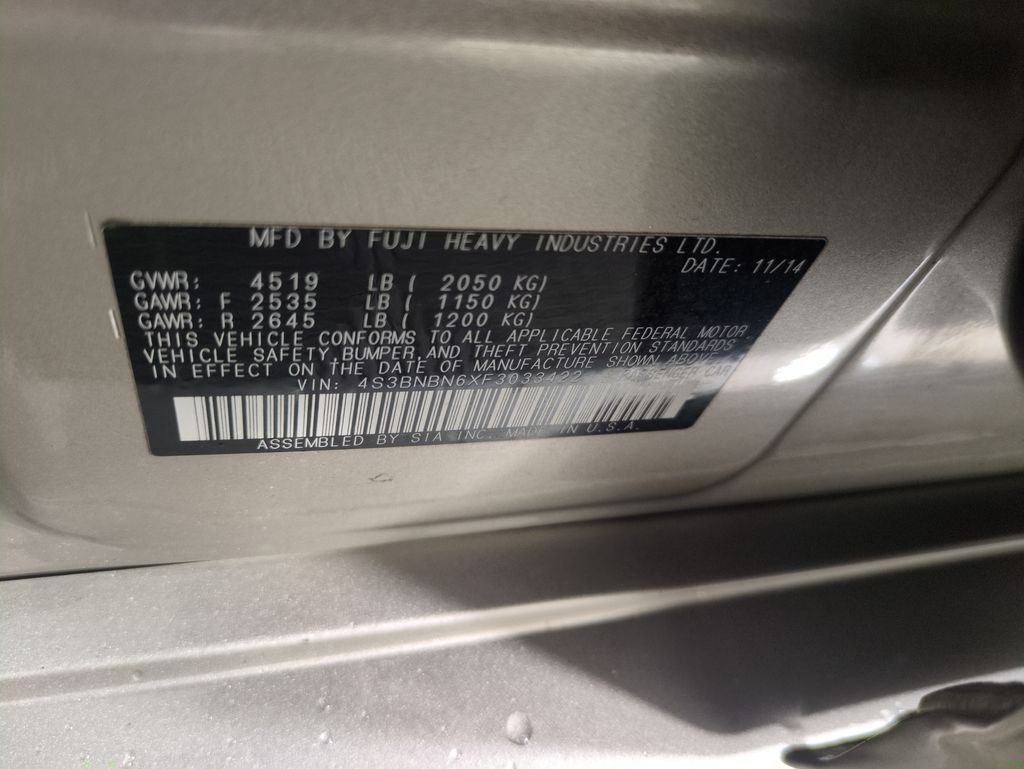 MFD BY FUJI HEAVY INDUSTRIES LTD.
DATE: 11/14
GVWR: 4519 LB ( 2050 KG)
GAWR: F 2535 LB ( 1150 KG)
GAWR: R 2645 LB ( 1200 KG)
THIS VEHICLE CONFORMS TO ALL APPLICABLE FEDERAL MOTOR
VEHICLE SAFETY, BUMPER, AND THEFT PREVENTION STANDARDS
IN EFFECT ON THE DATE OF MANUFACTURE SHOWN ABOVE
VIN: 4S3BNBN6XF3033422 CAR
ASSEMBLED BY SIA INC. MADE IN U.S.A.